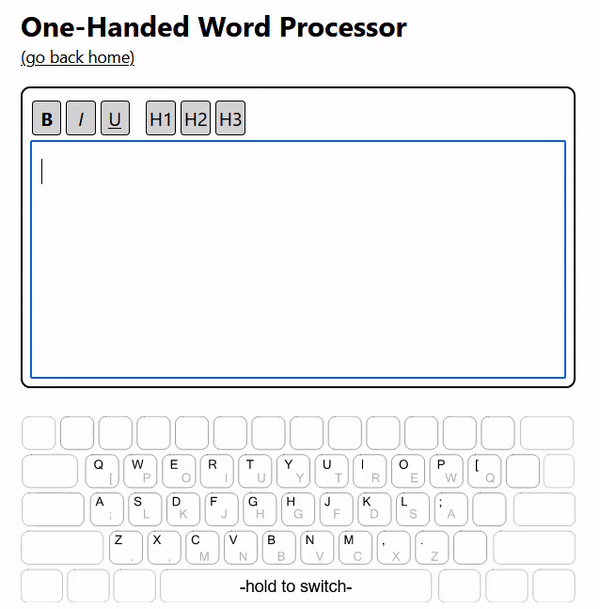 One-Handed Word Processor
(go back home)
B I U H1 H2 H3
Q [ W P E O R I T U Y Y U T I R O E P W [ Q
A ; S L D K F J G H H G J F K D L S ; A
Z . X , C M V N B B N V M C , X . Z
-hold to switch-